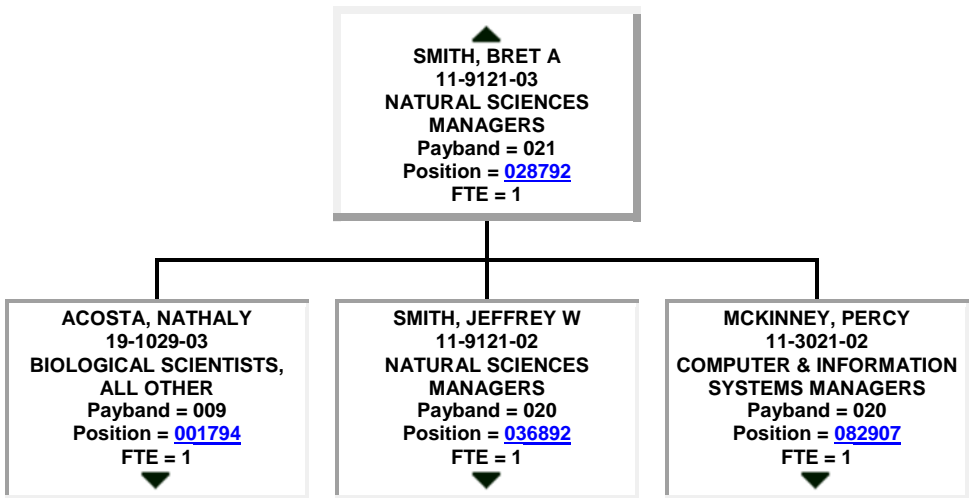 SMITH, BRET A
11-9121-03
NATURAL SCIENCES
MANAGERS
Payband = 021
Position = 028792
FTE = 1
ACOSTA, NATHALY
19-1029-03
BIOLOGICAL SCIENTISTS,
ALL OTHER
Payband = 009
Position = 001794
FTE = 1
SMITH, JEFFREY W
11-9121-02
NATURAL SCIENCES
MANAGERS
Payband = 020
Position = 036892
FTE = 1
MCKINNEY, PERCY
11-3021-02
COMPUTER & INFORMATION
SYSTEMS MANAGERS
Payband = 020
Position = 082907
FTE = 1